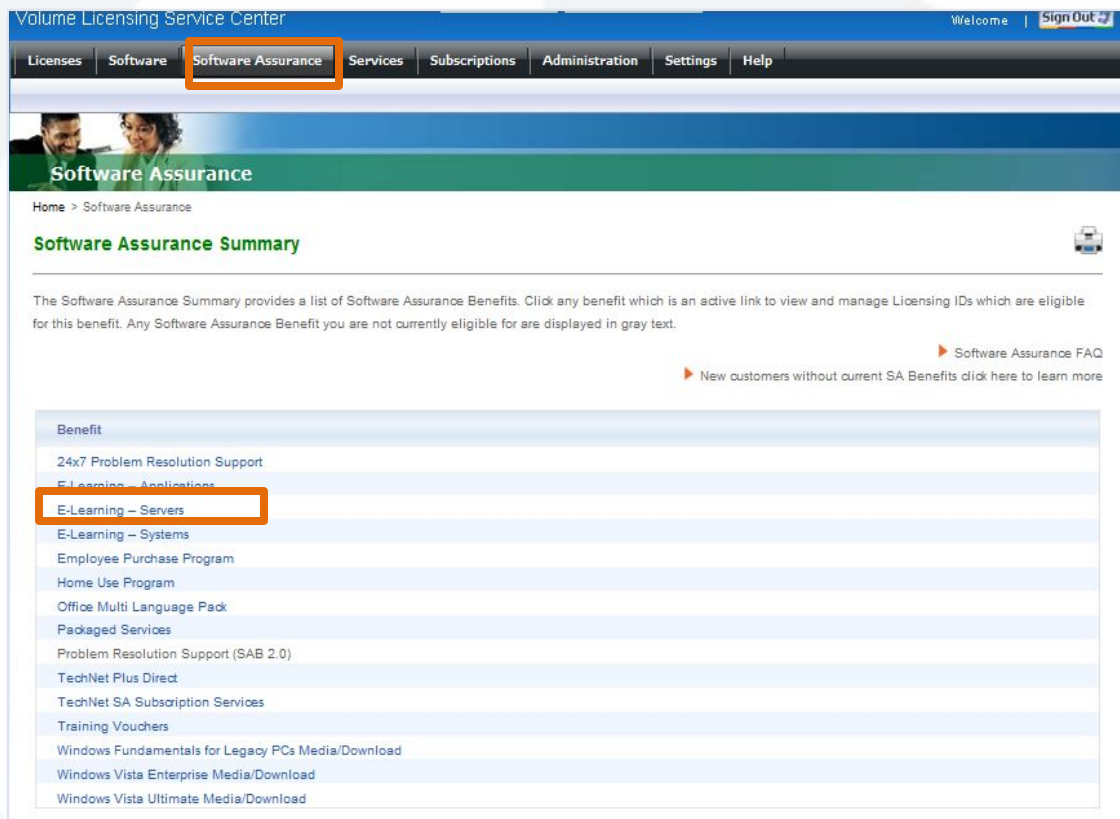 Volume Licensing Service Center
Welcome | Sign Out
Licenses Software Software Assurance Services Subscriptions Administration Settings Help
Software Assurance
Home > Software Assurance
Software Assurance Summary
The Software Assurance Summary provides a list of Software Assurance Benefits. Click any benefit which is an active link to view and manage Licensing IDs which are eligible
for this benefit. Any Software Assurance Benefit you are not currently eligible for are displayed in gray text.
Software Assurance FAQ
New customers without current SA Benefits click here to learn more
Benefit
24x7 Problem Resolution Support
E-Learning – Applications
E-Learning – Servers
E-Learning – Systems
Employee Purchase Program
Home Use Program
Office Multi Language Pack
Packaged Services
Problem Resolution Support (SAB 2.0)
TechNet Plus Direct
TechNet SA Subscription Services
Training Vouchers
Windows Fundamentals for Legacy PCs Media/Download
Windows Vista Enterprise Media/Download
Windows Vista Ultimate Media/Download